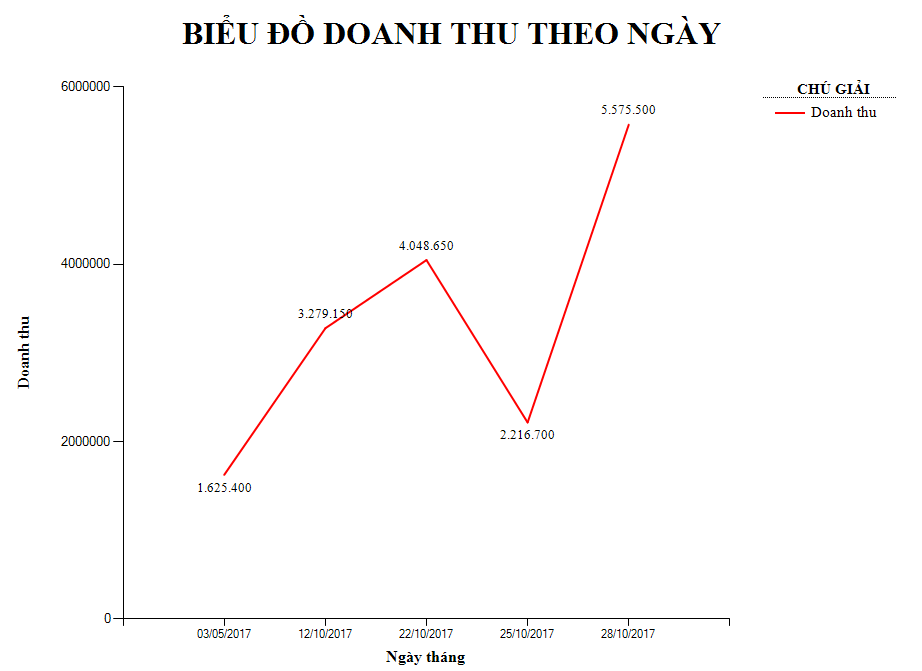 BIỂU ĐỒ DOANH THU THEO NGÀY
CHÚ GIẢI
Doanh thu
6000000
4000000
2000000
0
Doanh thu
5.575.500
4.048.650
3.279.150
2.216.700
1.625.400
03/05/2017 12/10/2017 22/10/2017 25/10/2017 28/10/2017
Ngày tháng